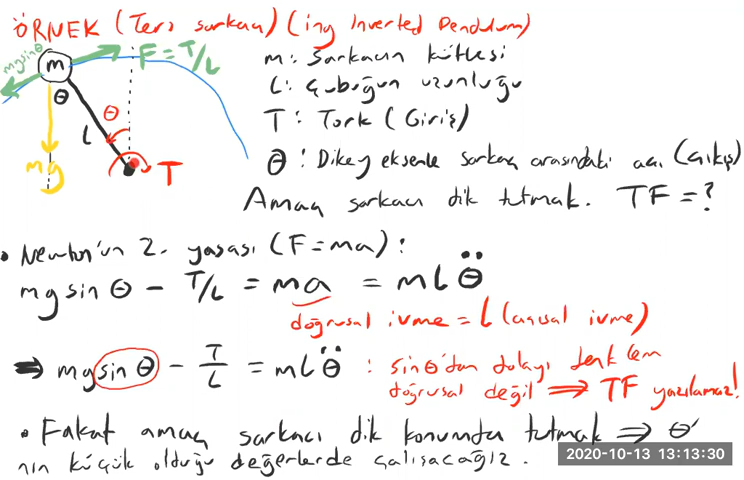 ÖRNEK (Ters sarkaç) (ing Inverted Pendulum)
mgsinθ
F = T/L
m
θ
θ
L
mg
T
m: Sarkacın kütlesi
L: Çubuğun uzunluğu
T: Tork (Giriş)
θ: Dikey eksenle sarkaç arasındaki açı (çıkış)
Amaç sarkacı dik tutmak. TF = ?
• Newton'un 2. yasası (F = ma):
mg sin θ - T/L = ma = mLθ̈
doğrusal ivme = L (açısal ivme)
⇒ mg sin θ - T/L = mLθ̈ : sinθ'dan dolayı denklem
doğrusal değil ⇒ TF yazılamaz!
• Fakat amaç sarkacı dik konumda tutmak ⇒ θ'
nın küçük olduğu değerlerde çalışacağız.
2020-10-13 13:13:30